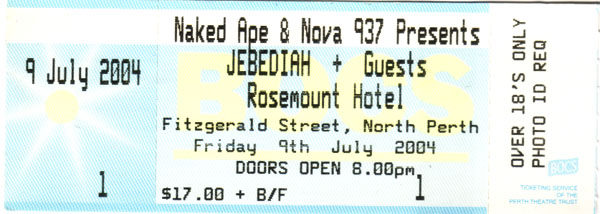 9 July 2004
1
Naked Ape & Nova 937 Presents
JEBEDIAH + Guests
Rosemount Hotel
Fitzgerald Street, North Perth
Friday 9th July 2004
DOORS OPEN 8.00pm
$17.00 + B/F
1
BOCS
OVER 18'S ONLY
PHOTO ID REQ
BOCS
TICKETING SERVICE
OF THE
PERTH THEATRE TRUST